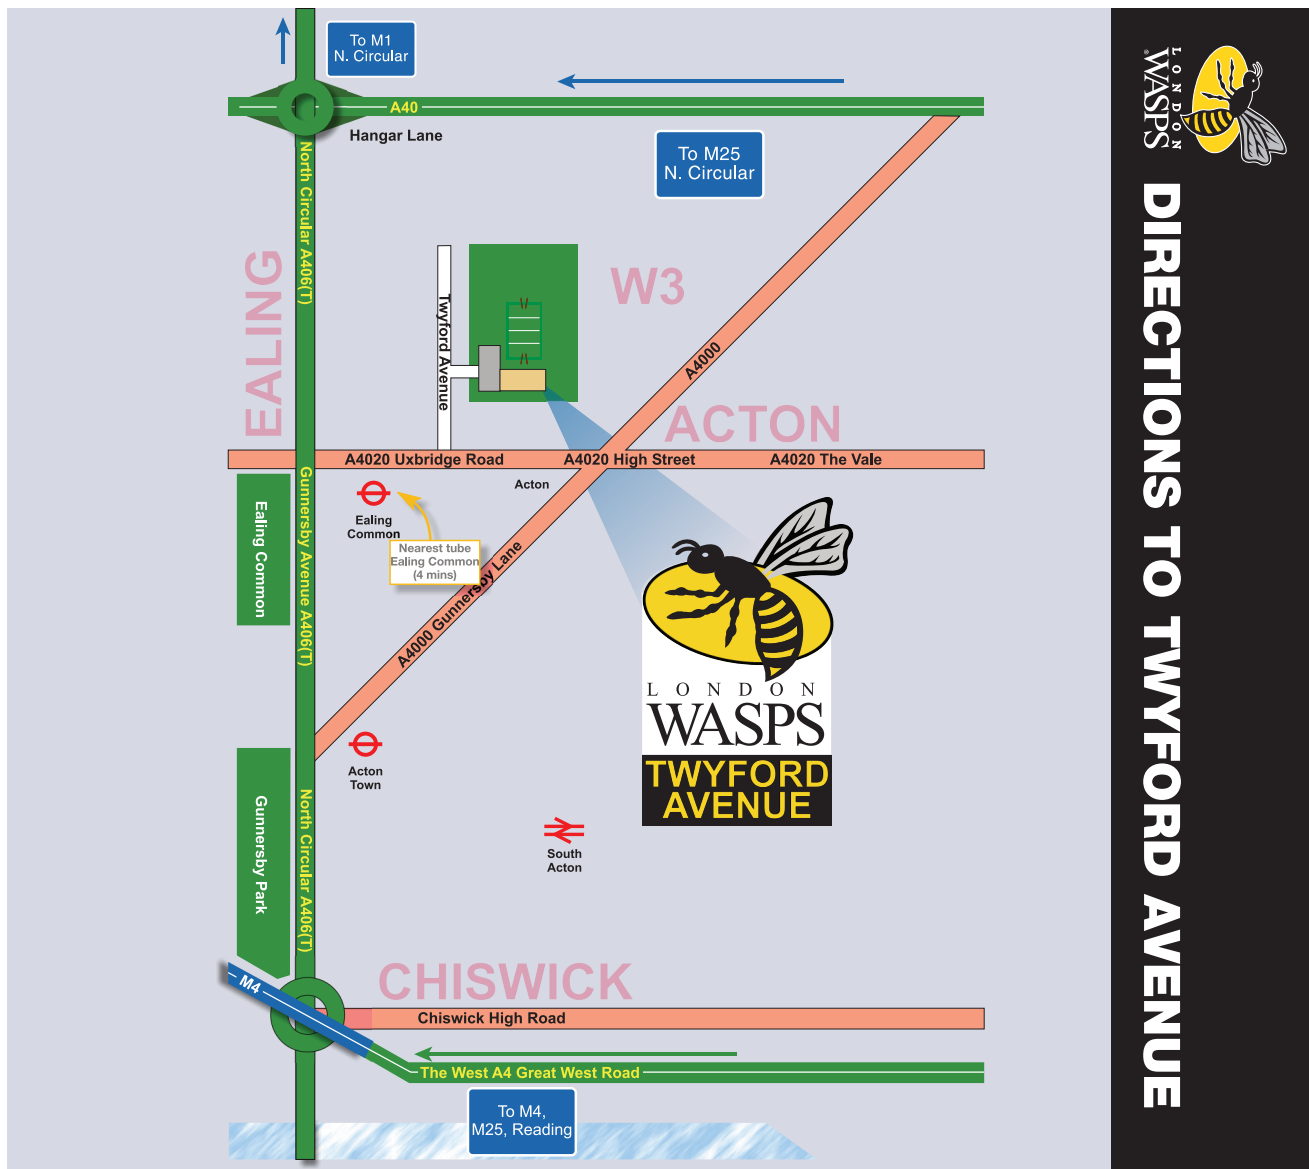 To M1
N. Circular
A40
Hangar Lane
To M25
N. Circular
North Circular A406(T)
EALING
Twyford Avenue
W3
A4000
ACTON
A4020 Uxbridge Road
A4020 High Street
A4020 The Vale
Acton
Ealing
Common
Nearest tube
Ealing Common
(4 mins)
Ealing Common
Gunnersby Avenue A406(T)
A4000 Gunnersby Lane
LONDON
WASPS
TWYFORD
AVENUE
Acton
Town
South
Acton
Gunnersby Park
North Circular A406(T)
M4
CHISWICK
Chiswick High Road
The West A4 Great West Road
To M4,
M25, Reading
LONDON
WASPS®
DIRECTIONS TO TWYFORD AVENUE